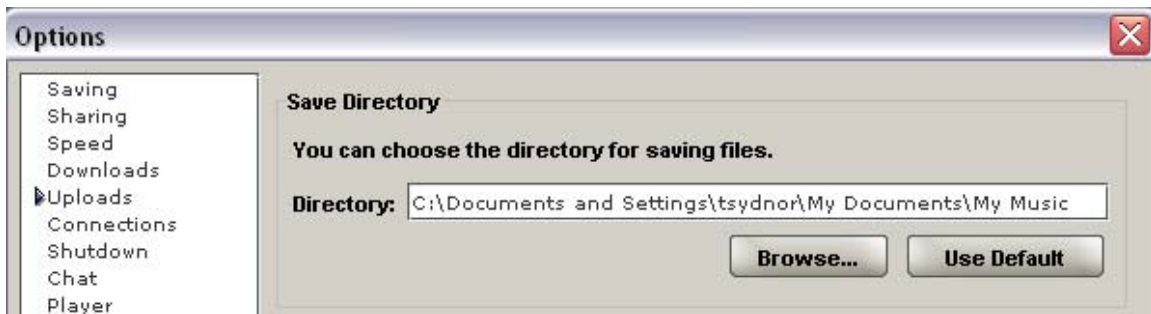 Options
Saving
Sharing
Speed
Downloads
Uploads
Connections
Shutdown
Chat
Player
Save Directory
You can choose the directory for saving files.
Directory: C:\Documents and Settings\tsydnor\My Documents\My Music
Browse... Use Default